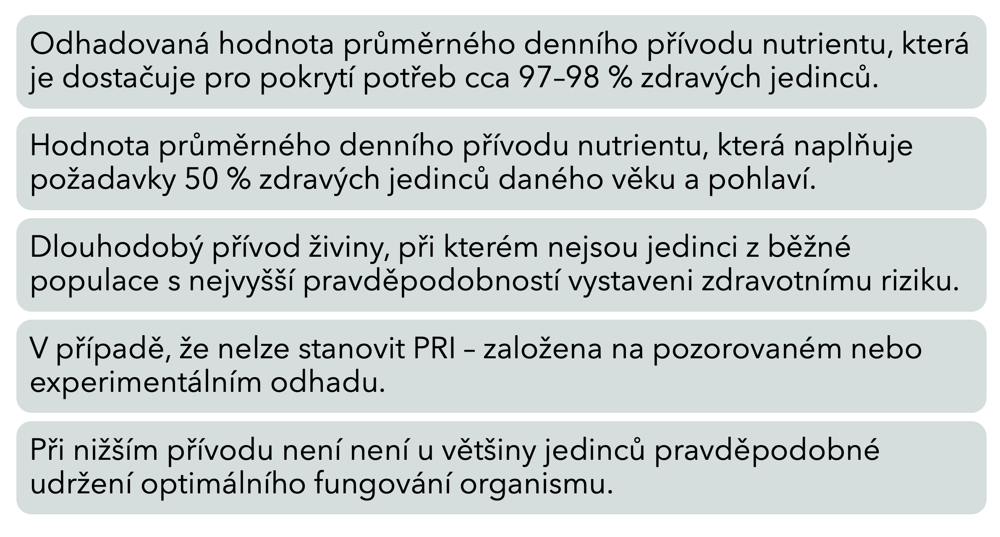 Odhadovaná hodnota průměrného denního přívodu nutrientu, která
je dostačuje pro pokrytí potřeb cca 97–98 % zdravých jedinců.
Hodnota průměrného denního přívodu nutrientu, která naplňuje
požadavky 50 % zdravých jedinců daného věku a pohlaví.
Dlouhodobý přívod živiny, při kterém nejsou jedinci z běžné
populace s nejvyšší pravděpodobností vystaveni zdravotnímu riziku.
V případě, že nelze stanovit PRI – založena na pozorovaném nebo
experimentálním odhadu.
Při nižším přívodu není není u většiny jedinců pravděpodobné
udržení optimálního fungování organismu.